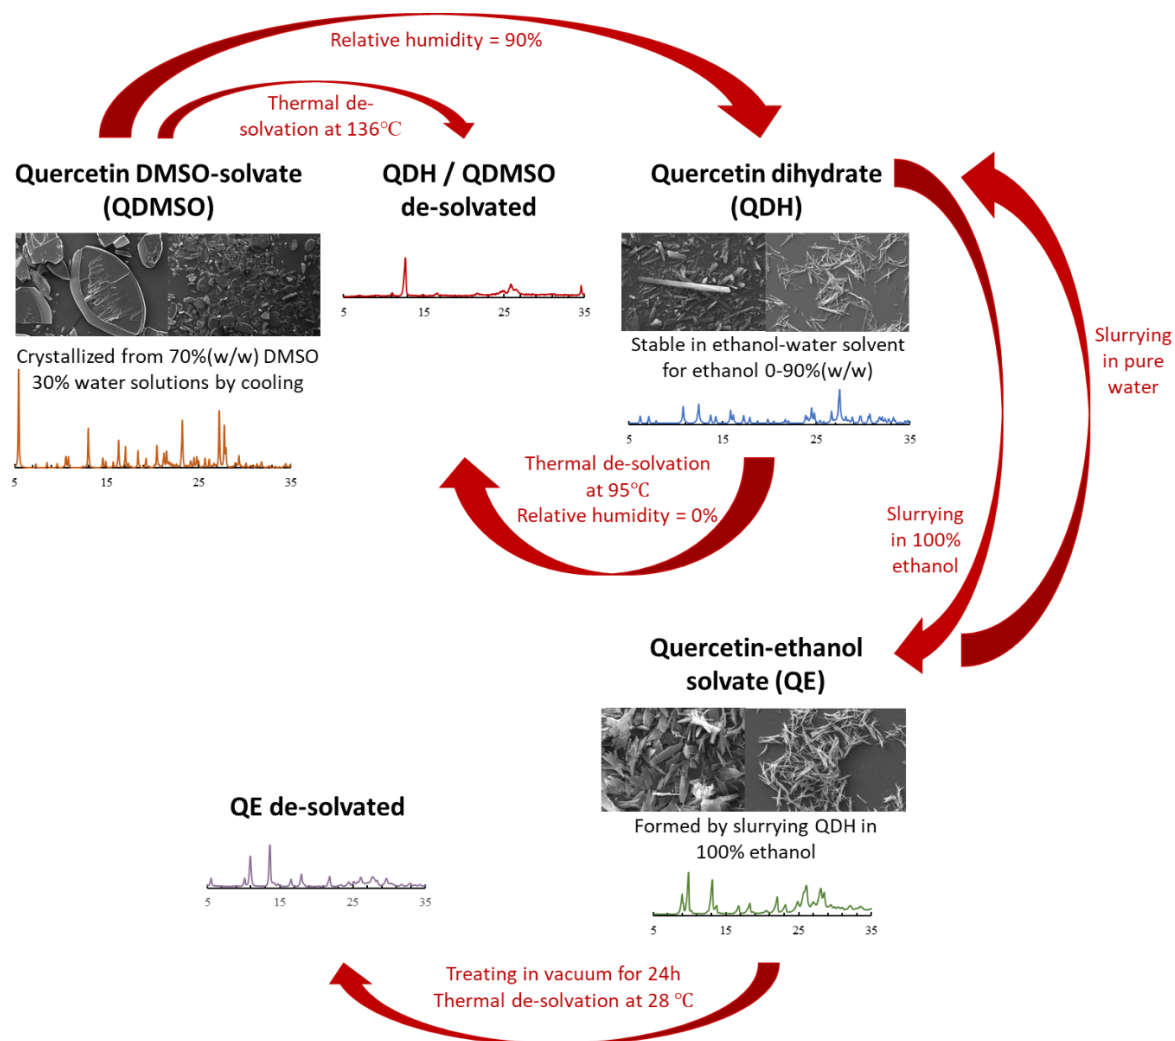 Relative humidity = 90%
Thermal de-
solvation at 136℃
Quercetin DMSO-solvate
(QDMSO)
QDH / QDMSO
de-solvated
Quercetin dihydrate
(QDH)
5 15 25 35
Crystallized from 70%(w/w) DMSO
30% water solutions by cooling
5 15 25 35
Stable in ethanol-water solvent
for ethanol 0-90%(w/w)
5 15 25 35
Slurrying
in pure
water
Thermal de-solvation
at 95℃
Relative humidity = 0%
Slurrying
in 100%
ethanol
Quercetin-ethanol
solvate (QE)
QE de-solvated
5 15 25 35
Formed by slurrying QDH in
100% ethanol
5 15 25 35
Treating in vacuum for 24h
Thermal de-solvation at 28 ℃